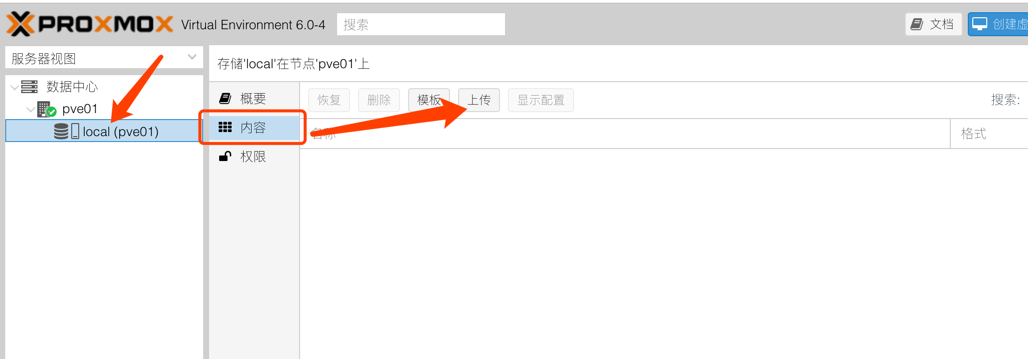 PROXMOX Virtual Environment 6.0-4 搜索 文档 创建虚
服务器视图
存储'local'在节点'pve01'上
数据中心
pve01
local (pve01)
概要
内容
权限
恢复 删除 模板 上传 显示配置 搜索:
名称 格式